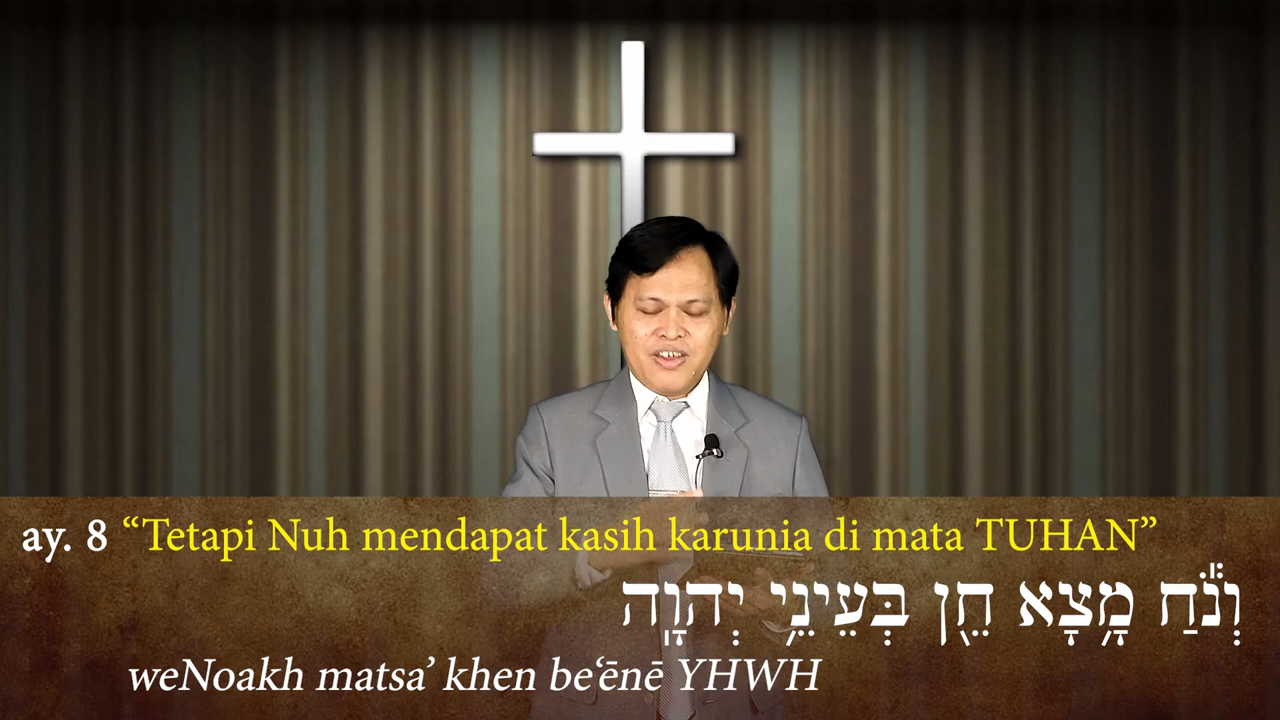 ay. 8 “Tetapi Nuh mendapat kasih karunia di mata TUHAN”
וְנֹ֕חַ מָ֥צָא חֵ֖ן בְּעֵינֵ֥י יְהוָֽה
weNoakh matsa’ khen be‘ēnē YHWH